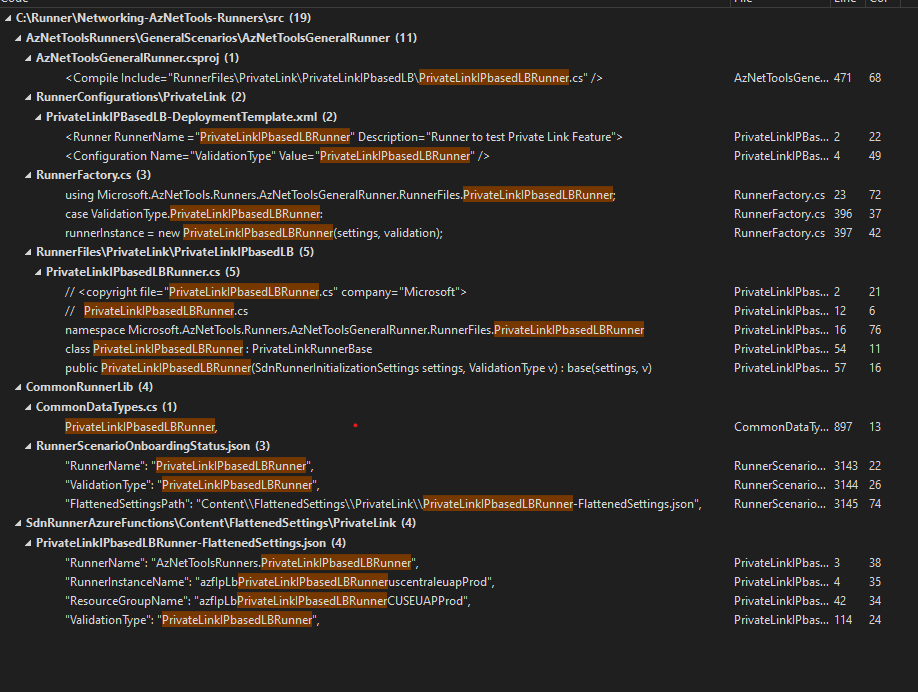 Code File Line Col
C:\Runner\Networking-AzNetTools-Runners\src (19)
AzNetToolsRunners\GeneralScenarios\AzNetToolsGeneralRunner (11)
AzNetToolsGeneralRunner.csproj (1)
<Compile Include="RunnerFiles\PrivateLink\PrivateLinkIPbasedLB\PrivateLinkIPbasedLBRunner.cs" /> AzNetToolsGene... 471 68
RunnerConfigurations\PrivateLink (2)
PrivateLinkIPBasedLB-DeploymentTemplate.xml (2)
<Runner RunnerName ="PrivateLinkIPbasedLBRunner" Description="Runner to test Private Link Feature"> PrivateLinkIPBas... 2 22
<Configuration Name="ValidationType" Value="PrivateLinkIPbasedLBRunner" /> PrivateLinkIPBas... 4 49
RunnerFactory.cs (3)
using Microsoft.AzNetTools.Runners.AzNetToolsGeneralRunner.RunnerFiles.PrivateLinkIPbasedLBRunner; RunnerFactory.cs 23 72
case ValidationType.PrivateLinkIPbasedLBRunner: RunnerFactory.cs 396 37
runnerInstance = new PrivateLinkIPbasedLBRunner(settings, validation); RunnerFactory.cs 397 42
RunnerFiles\PrivateLink\PrivateLinkIPbasedLB (5)
PrivateLinkIPbasedLBRunner.cs (5)
// <copyright file="PrivateLinkIPbasedLBRunner.cs" company="Microsoft"> PrivateLinkIPbas... 2 21
// PrivateLinkIPbasedLBRunner.cs PrivateLinkIPbas... 12 6
namespace Microsoft.AzNetTools.Runners.AzNetToolsGeneralRunner.RunnerFiles.PrivateLinkIPbasedLBRunner PrivateLinkIPbas... 16 76
class PrivateLinkIPbasedLBRunner : PrivateLinkRunnerBase PrivateLinkIPbas... 54 11
public PrivateLinkIPbasedLBRunner(SdnRunnerInitializationSettings settings, ValidationType v) : base(settings, v) PrivateLinkIPbas... 57 16
CommonRunnerLib (4)
CommonDataTypes.cs (1)
PrivateLinkIPbasedLBRunner, CommonDataTy... 897 13
RunnerScenarioOnboardingStatus.json (3)
"RunnerName": "PrivateLinkIPbasedLBRunner", RunnerScenario... 3143 22
"ValidationType": "PrivateLinkIPbasedLBRunner", RunnerScenario... 3144 26
"FlattenedSettingsPath": "Content\\FlattenedSettings\\PrivateLink\\PrivateLinkIPbasedLBRunner-FlattenedSettings.json", RunnerScenario... 3145 74
SdnRunnerAzureFunctions\Content\FlattenedSettings\PrivateLink (4)
PrivateLinkIPbasedLBRunner-FlattenedSettings.json (4)
"RunnerName": "AzNetToolsRunners.PrivateLinkIPbasedLBRunner", PrivateLinkIPbas... 3 38
"RunnerInstanceName": "azfIpLbPrivateLinkIPbasedLBRunneruscentraleuapProd", PrivateLinkIPbas... 4 35
"ResourceGroupName": "azfIpLbPrivateLinkIPbasedLBRunnerCUSEUAPProd", PrivateLinkIPbas... 42 34
"ValidationType": "PrivateLinkIPbasedLBRunner", PrivateLinkIPbas... 114 24